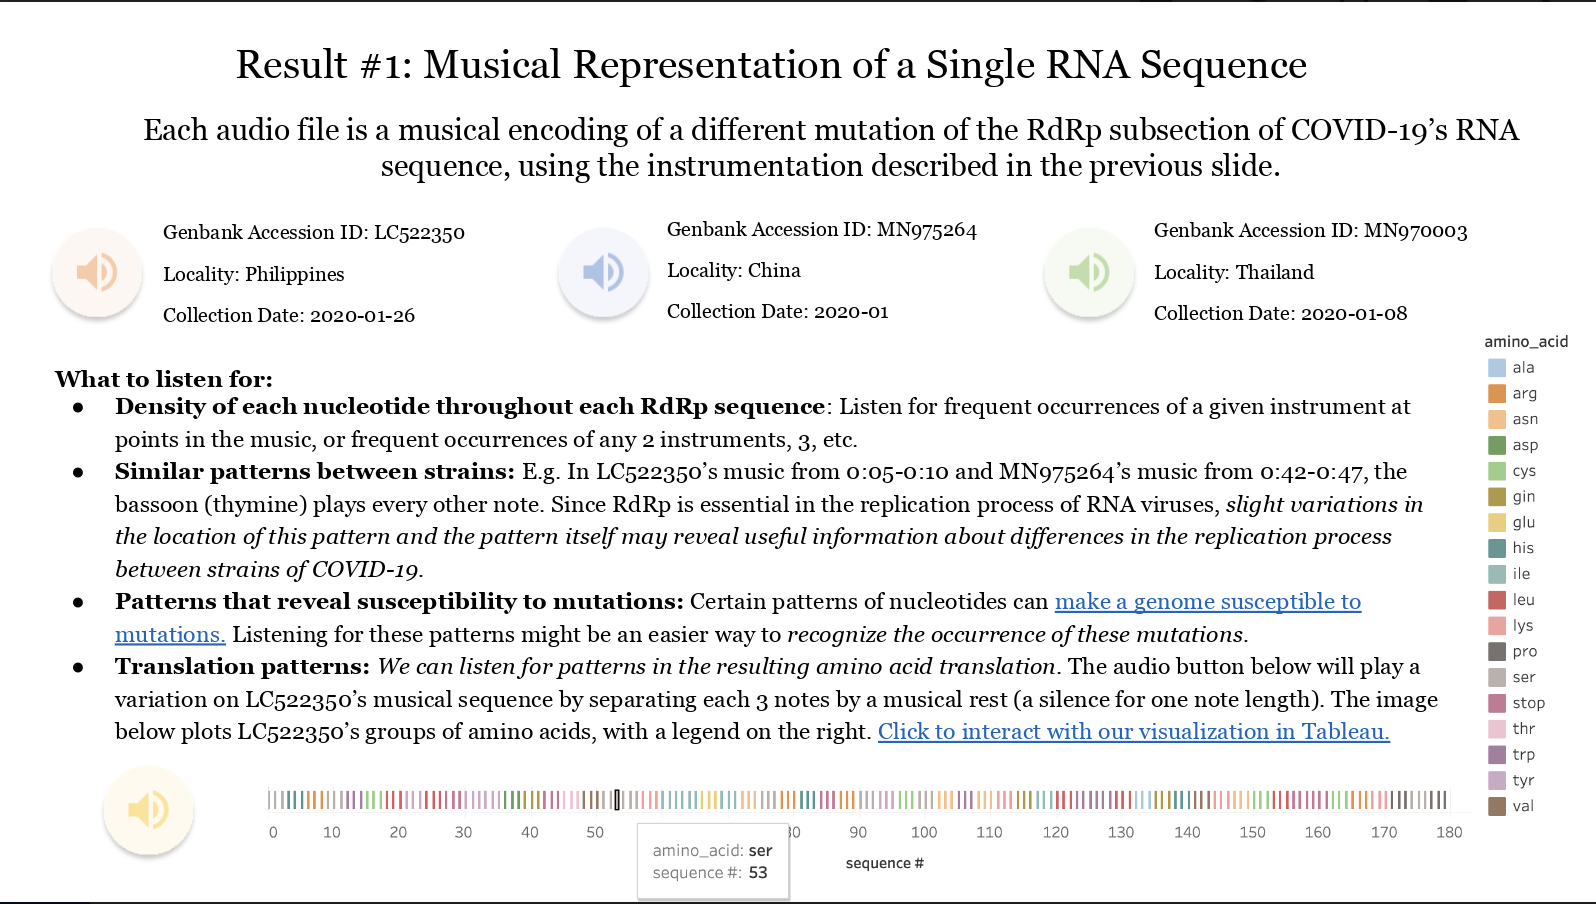 Result #1: Musical Representation of a Single RNA Sequence
Each audio file is a musical encoding of a different mutation of the RdRp subsection of COVID-19’s RNA
sequence, using the instrumentation described in the previous slide.
Genbank Accession ID: LC522350
Locality: Philippines
Collection Date: 2020-01-26
Genbank Accession ID: MN975264
Locality: China
Collection Date: 2020-01
Genbank Accession ID: MN970003
Locality: Thailand
Collection Date: 2020-01-08
What to listen for:
● Density of each nucleotide throughout each RdRp sequence: Listen for frequent occurrences of a given instrument at
points in the music, or frequent occurrences of any 2 instruments, 3, etc.
● Similar patterns between strains: E.g. In LC522350’s music from 0:05-0:10 and MN975264’s music from 0:42-0:47, the
bassoon (thymine) plays every other note. Since RdRp is essential in the replication process of RNA viruses, slight variations in
the location of this pattern and the pattern itself may reveal useful information about differences in the replication process
between strains of COVID-19.
● Patterns that reveal susceptibility to mutations: Certain patterns of nucleotides can make a genome susceptible to
mutations. Listening for these patterns might be an easier way to recognize the occurrence of these mutations.
● Translation patterns: We can listen for patterns in the resulting amino acid translation. The audio button below will play a
variation on LC522350’s musical sequence by separating each 3 notes by a musical rest (a silence for one note length). The image
below plots LC522350’s groups of amino acids, with a legend on the right. Click to interact with our visualization in Tableau.
amino_acid
ala
arg
asn
asp
cys
gin
glu
his
ile
leu
lys
pro
ser
stop
thr
trp
tyr
val
0 10 20 30 40 50 80 90 100 110 120 130 140 150 160 170 180
amino_acid: ser
sequence #: 53
sequence #